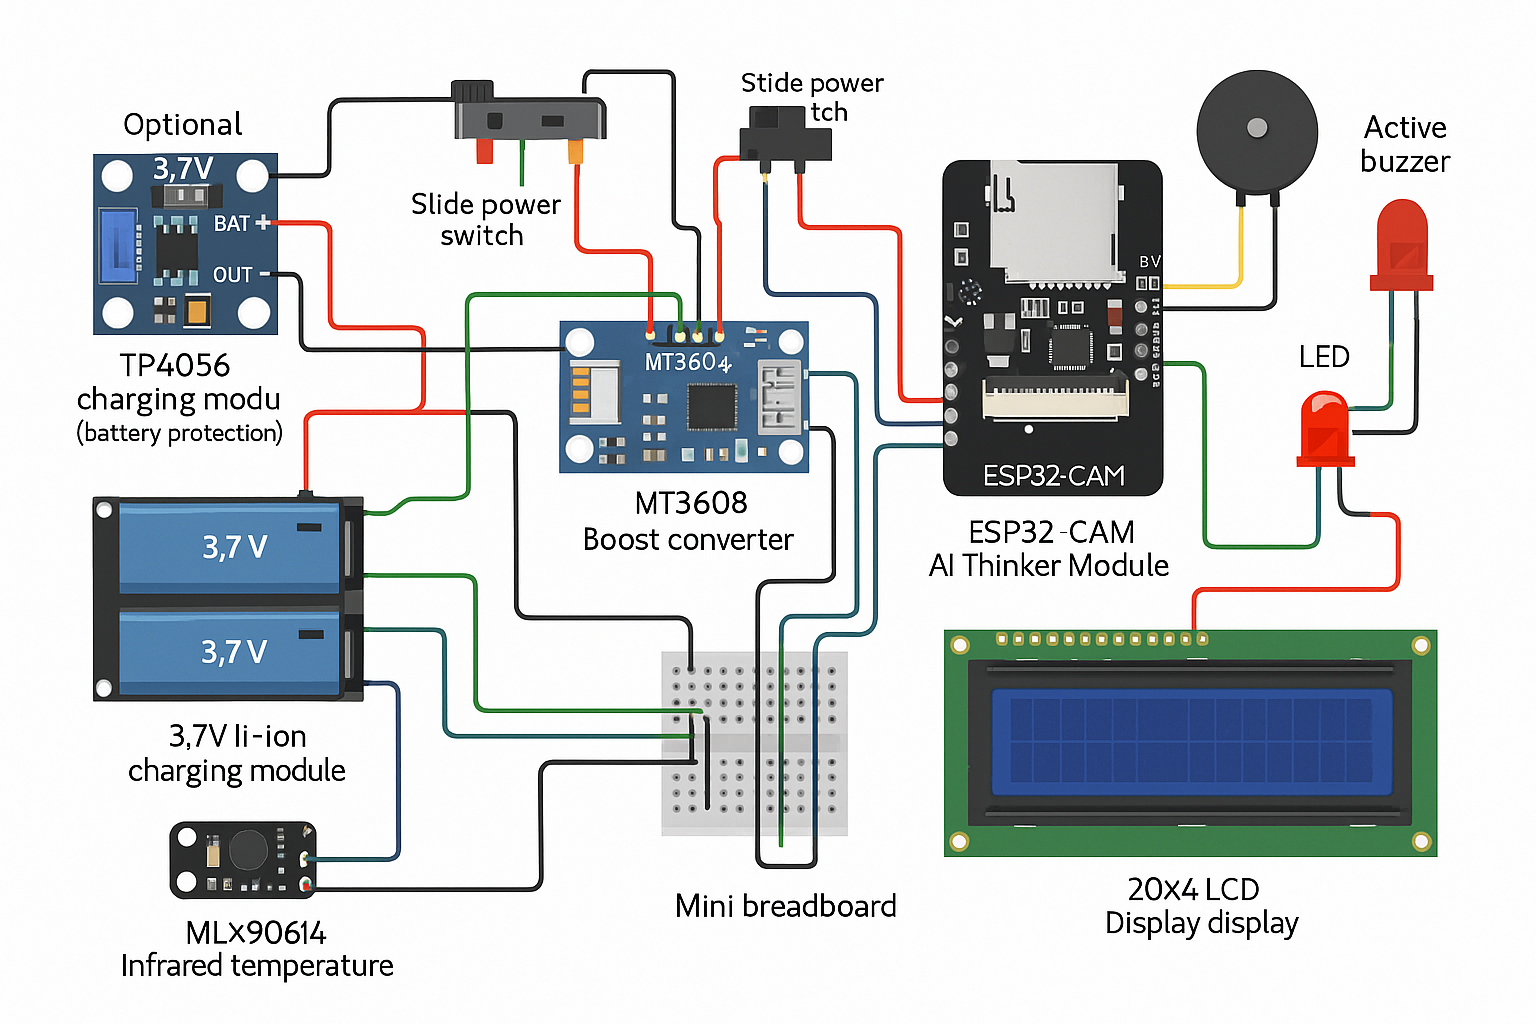 Optional
3,7V
BAT +
OUT -
TP4056
charging modu
(battery protection)
Slide power
switch
Stide power
tch
MT3604
MT3608
Boost converter
BV
ESP32-CAM
ESP32-CAM
AI Thinker Module
Active
buzzer
LED
3,7 V
3,7 V
3,7V li-ion
charging module
MLx90614
Infrared temperature
Mini breadboard
20x4 LCD
Display display